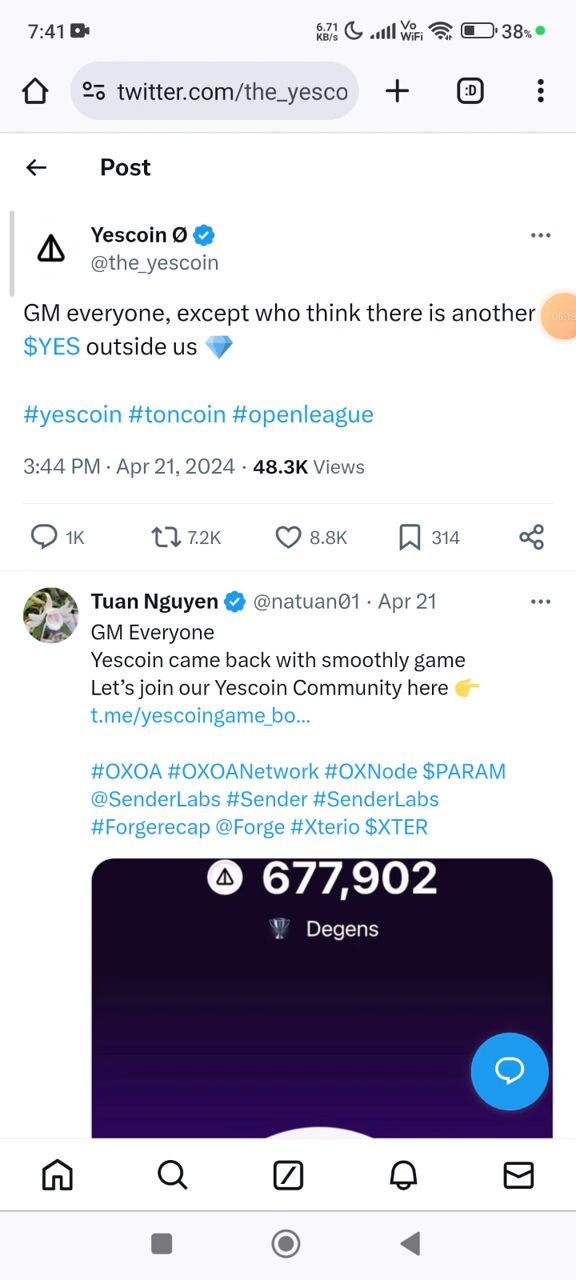 7:41
6.71 KB/s Vo WiFi 38%
twitter.com/the_yesco
:D
Post
Yescoin Ø
@the_yescoin
GM everyone, except who think there is another
$YES outside us 💎
06:18
#yescoin #toncoin #openleague
3:44 PM · Apr 21, 2024 · 48.3K Views
1K 7.2K 8.8K 314
Tuan Nguyen @natuan01 · Apr 21
GM Everyone
Yescoin came back with smoothly game
Let’s join our Yescoin Community here 👉
t.me/yescoingame_bo...
#OXOA #OXOANetwork #OXNode $PARAM
@SenderLabs #Sender #SenderLabs
#Forgerecap @Forge #Xterio $XTER
677,902
Degens